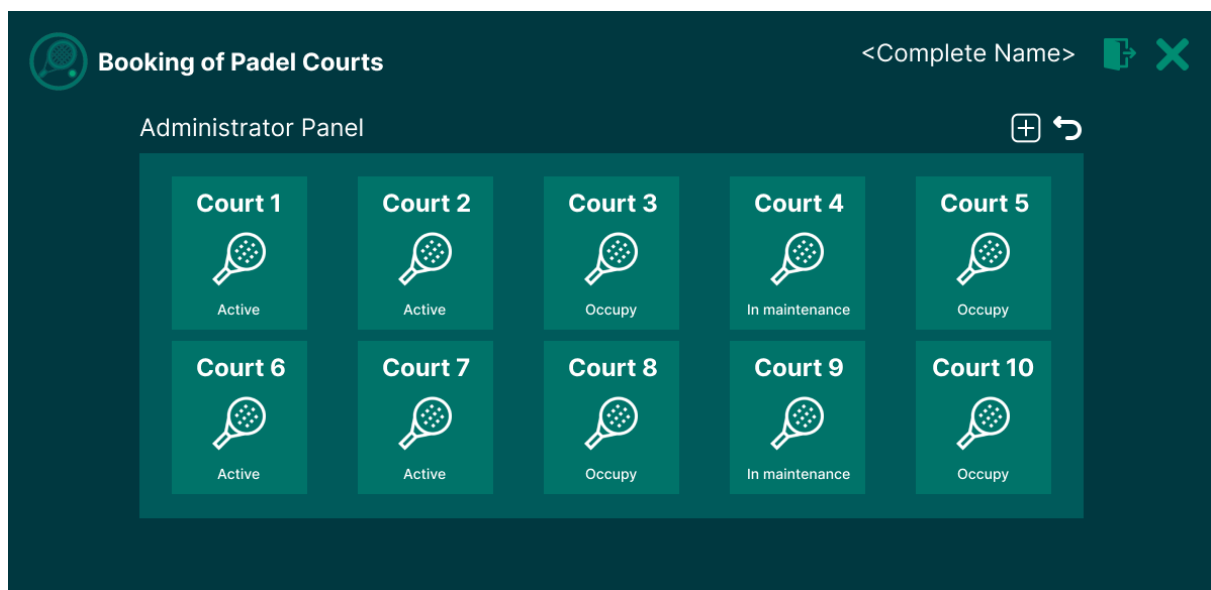 Booking of Padel Courts
<Complete Name>
Administrator Panel
Court 1
Court 2
Court 3
Court 4
Court 5
Active
Active
Occupy
In maintenance
Occupy
Court 6
Court 7
Court 8
Court 9
Court 10
Active
Active
Occupy
In maintenance
Occupy